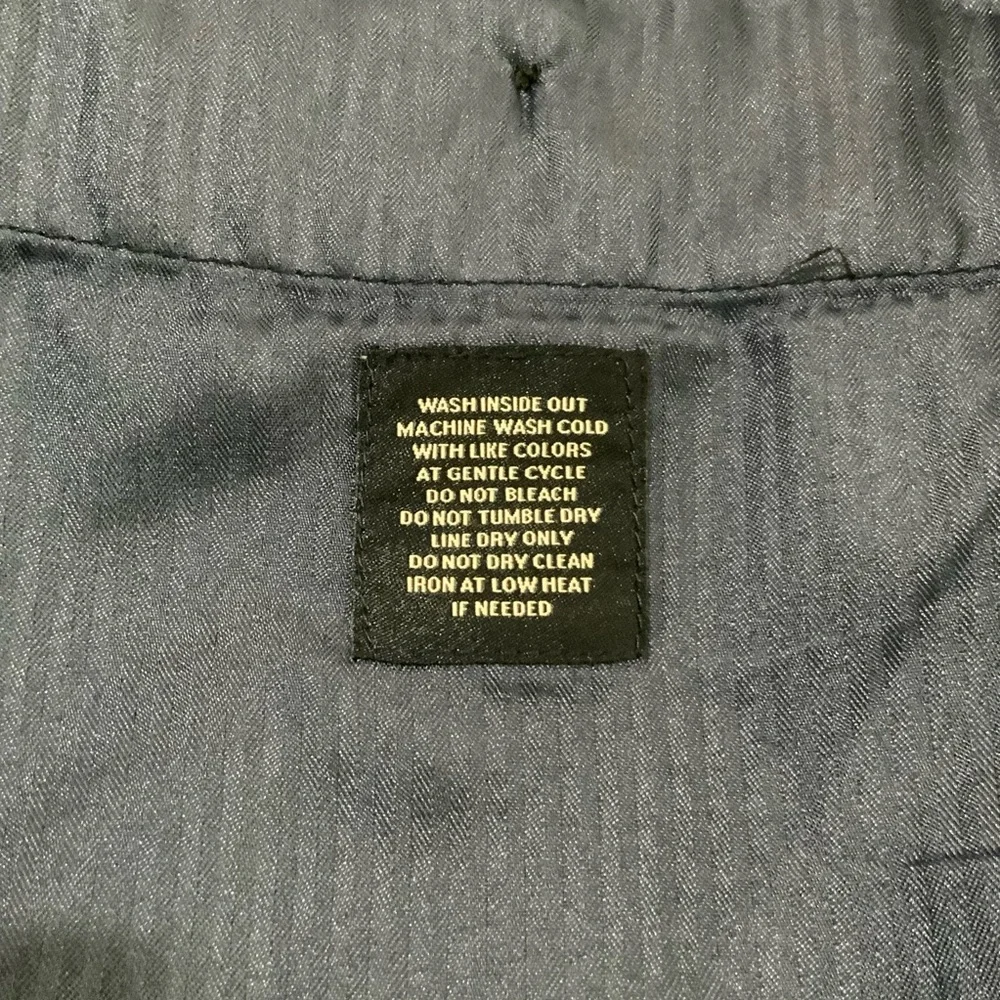 WASH INSIDE OUT
MACHINE WASH COLD
WITH LIKE COLORS
AT GENTLE CYCLE
DO NOT BLEACH
DO NOT TUMBLE DRY
LINE DRY ONLY
DO NOT DRY CLEAN
IRON AT LOW HEAT
IF NEEDED